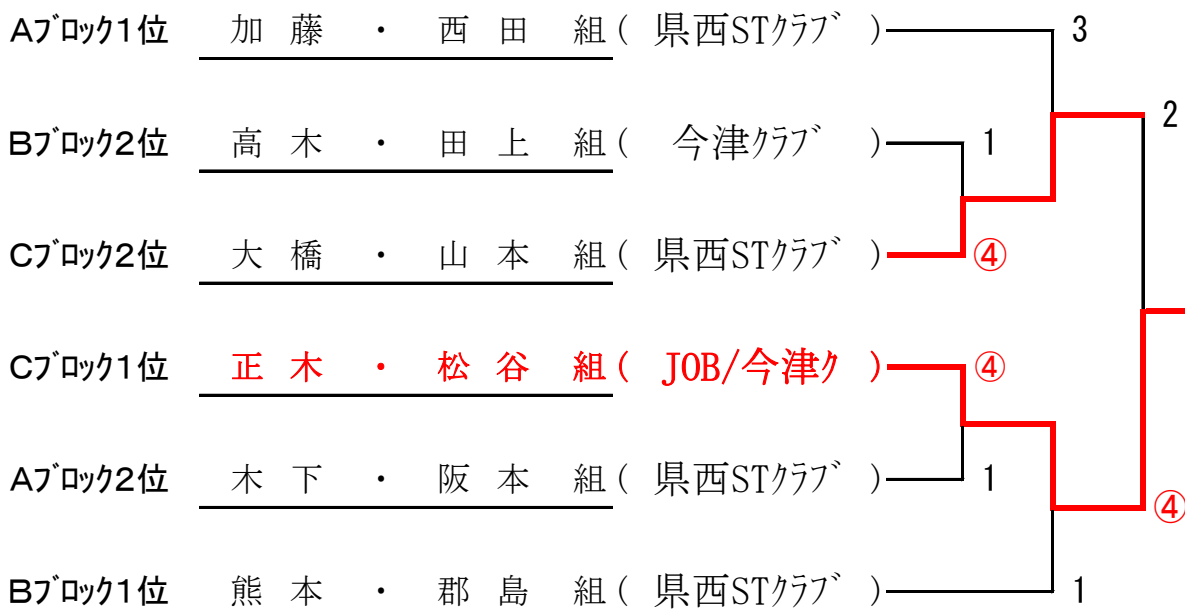 Aブロック1位 加藤・西田 組( 県西STクラブ ) 3
2
Bブロック2位 高木・田上 組( 今津クラブ ) 1
Cブロック2位 大橋・山本 組( 県西STクラブ ) ④
Cブロック1位 正木・松谷 組( JOB/今津ク ) ④
Aブロック2位 木下・阪本 組( 県西STクラブ ) 1
④
Bブロック1位 熊本・郡島 組( 県西STクラブ ) 1